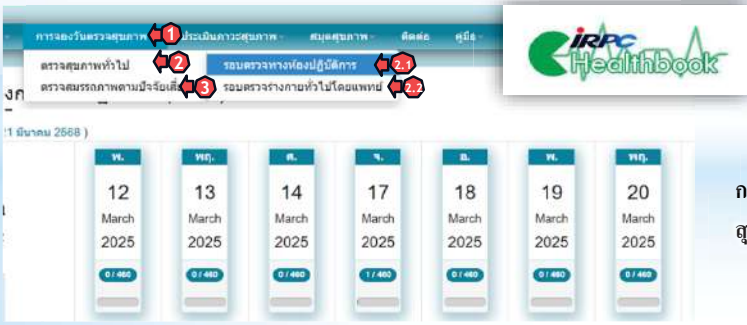 การจองวันตรวจสุขภาพ 1 ประเมินภาวะสุขภาพ สมุดสุขภาพ ติดต่อ คู่มือ
iRPC
Healthbook
ตรวจสุขภาพทั่วไป 2 รอบตรวจทางห้องปฏิบัติการ 2.1
ตรวจสมรรถภาพตามปัจจัยเสี่ 3 รอบตรวจร่างกายทั่วไปโดยแพทย์ 2.2
งก
21 มีนาคม 2568 )
พ. พฤ. ศ. จ. อ. พ. พฤ.
12 13 14 17 18 19 20
March March March March March March March
2025 2025 2025 2025 2025 2025 2025
0 / 460 0 / 460 0 / 460 1 / 460 0 / 460 0 / 460 0 / 460
ก
สุ